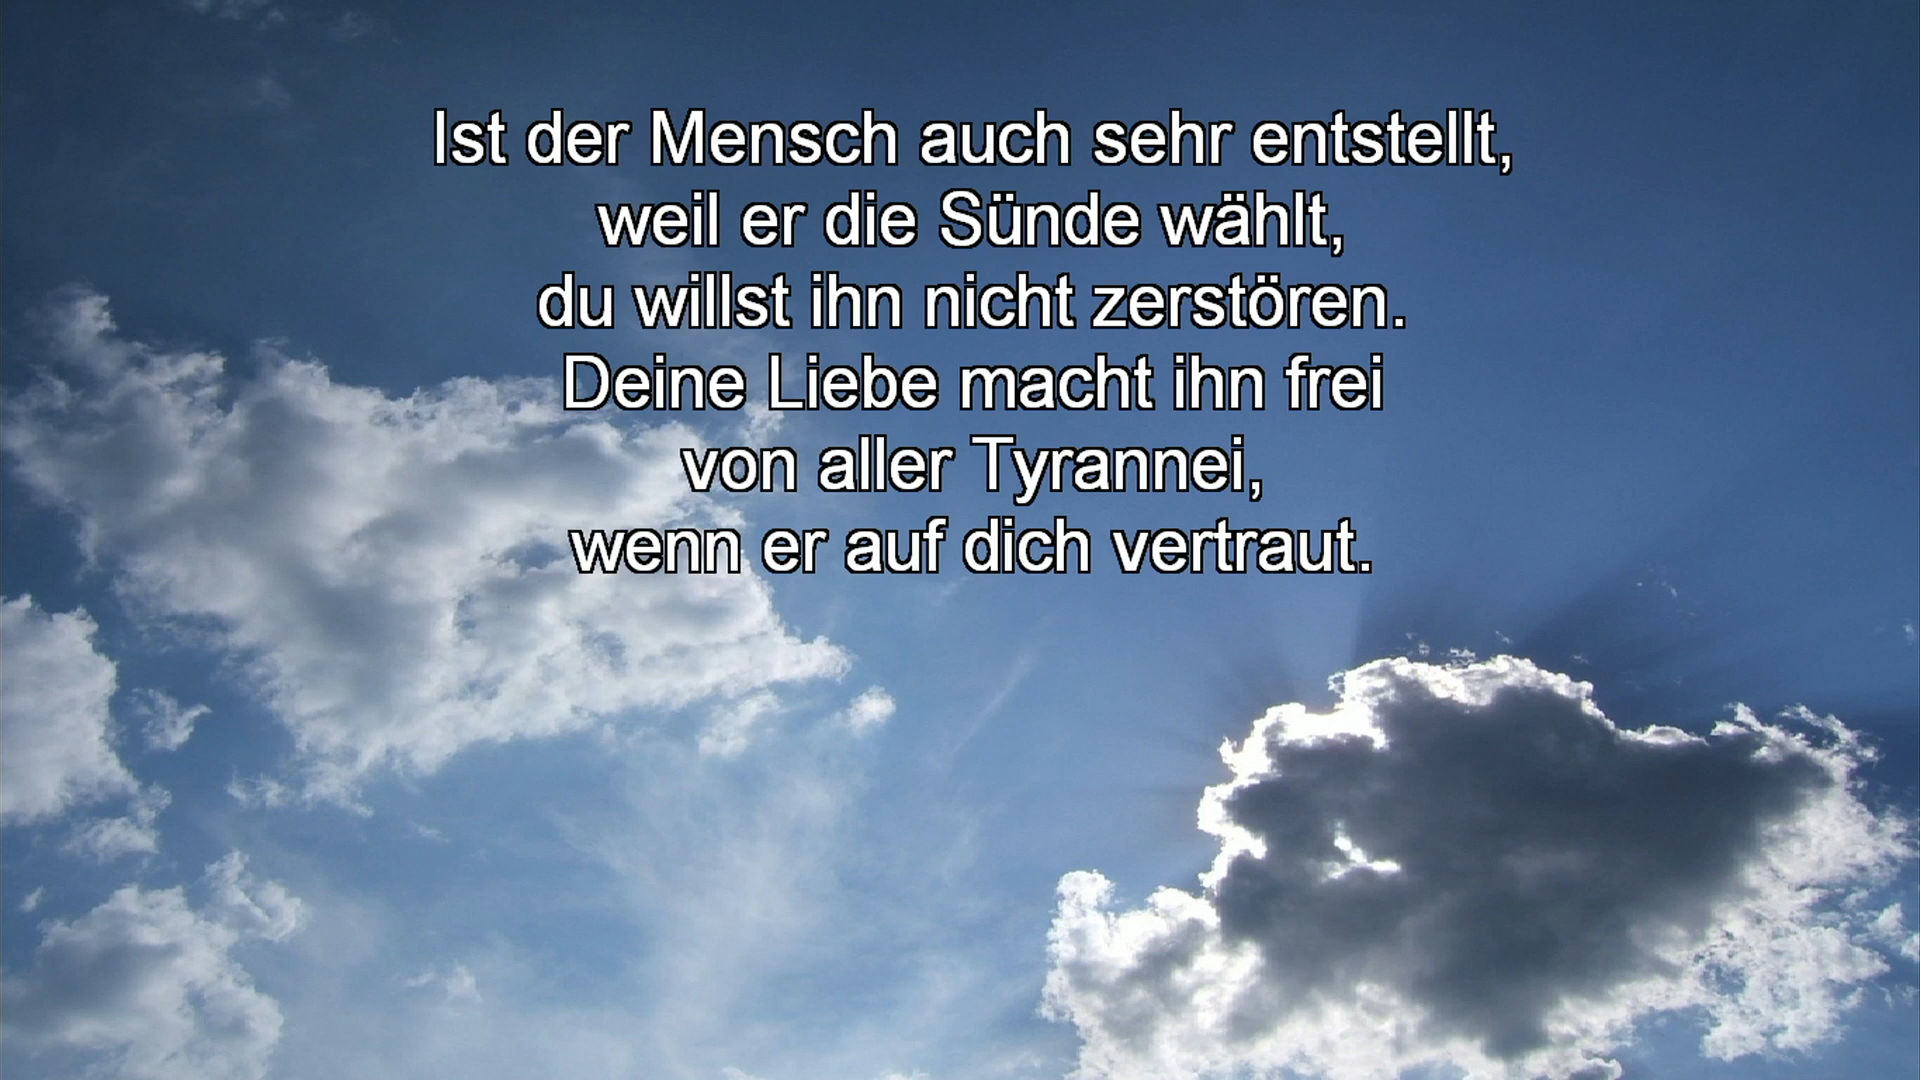 Ist der Mensch auch sehr entstellt,
weil er die Sünde wählt,
du willst ihn nicht zerstören.
Deine Liebe macht ihn frei
von aller Tyrannei,
wenn er auf dich vertraut.